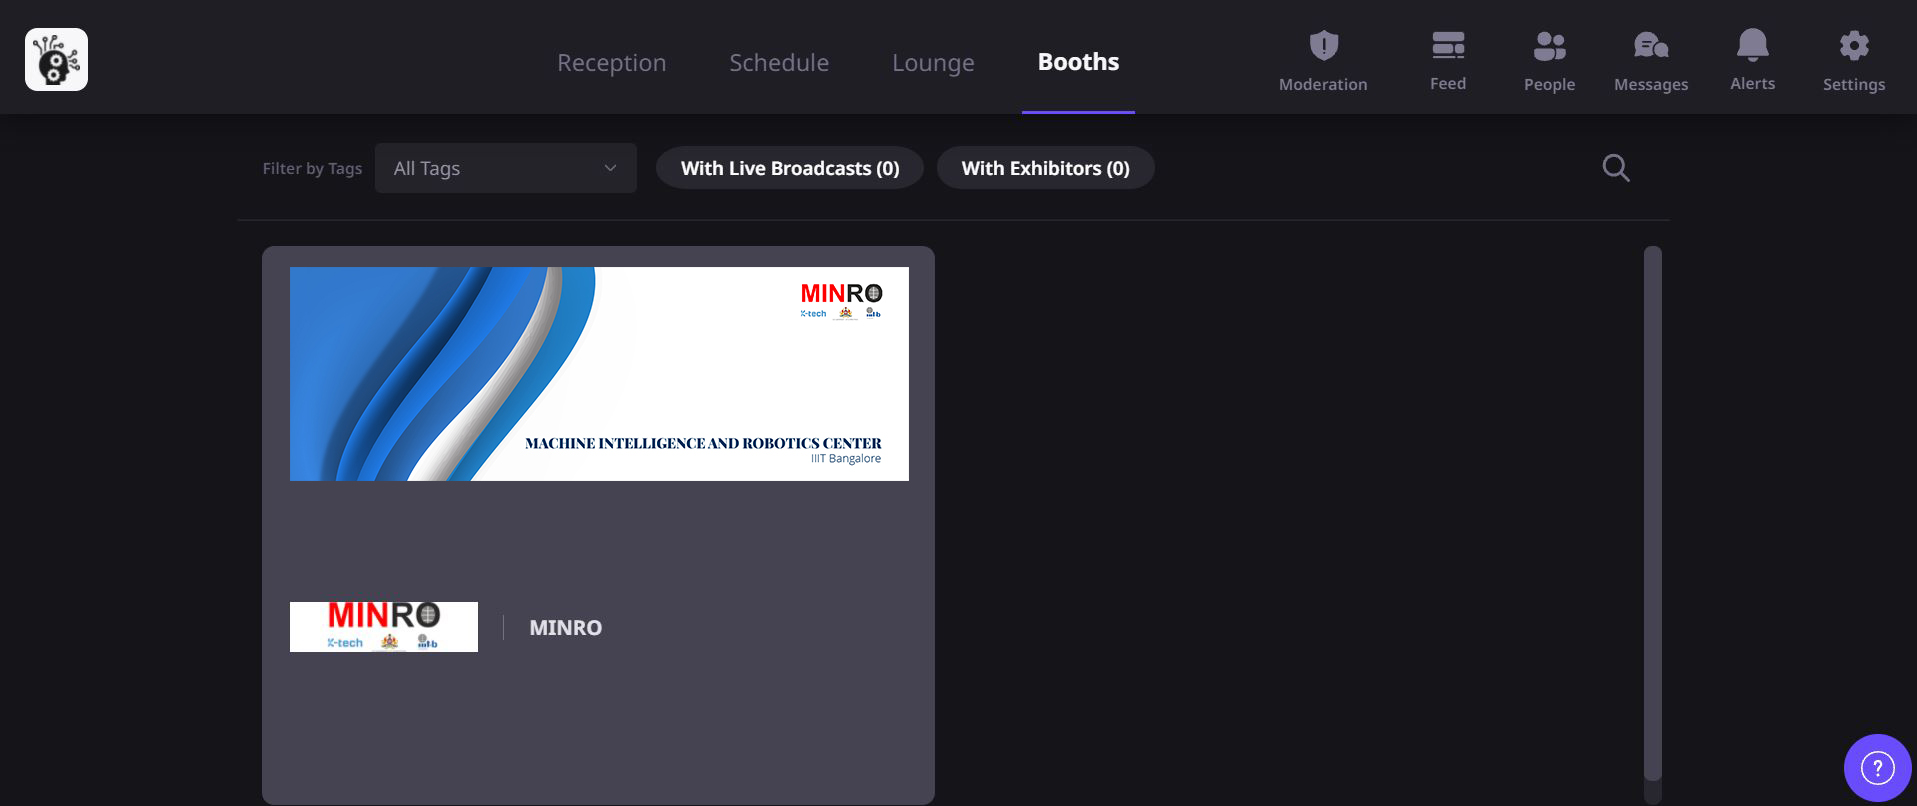 Reception
Schedule
Lounge
Booths
Moderation
Feed
People
Messages
Alerts
Settings
Filter by Tags
All Tags
With Live Broadcasts (0)
With Exhibitors (0)
MINRO
K-tech
iiitb
MACHINE INTELLIGENCE AND ROBOTICS CENTER
IIIT Bangalore
MINRO
K-tech
iiitb
MINRO
?